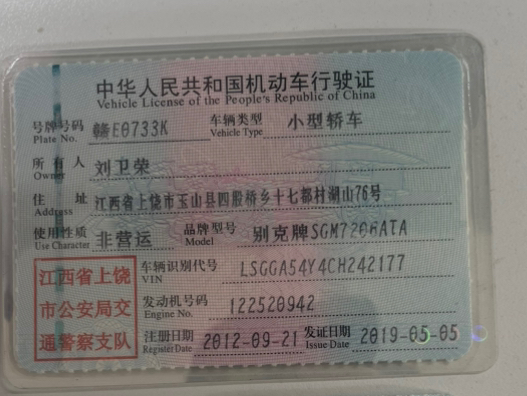 中华人民共和国机动车行驶证
Vehicle License of the People's Republic of China
号牌号码 Plate No. 赣E0733K 车辆类型 Vehicle Type 小型轿车
所有人 Owner 刘卫荣
住址 Address 江西省上饶市玉山县四股桥乡十七都村湖山76号
使用性质 Use Character 非营运 品牌型号 Model 别克牌SGM7206ATA
车辆识别代号 VIN LSGGA54Y4CH242177
发动机号码 Engine No. 122520942
注册日期 Register Date 2012-09-21 发证日期 Issue Date 2019-05-05
江西省上饶
市公安局交
通警察支队